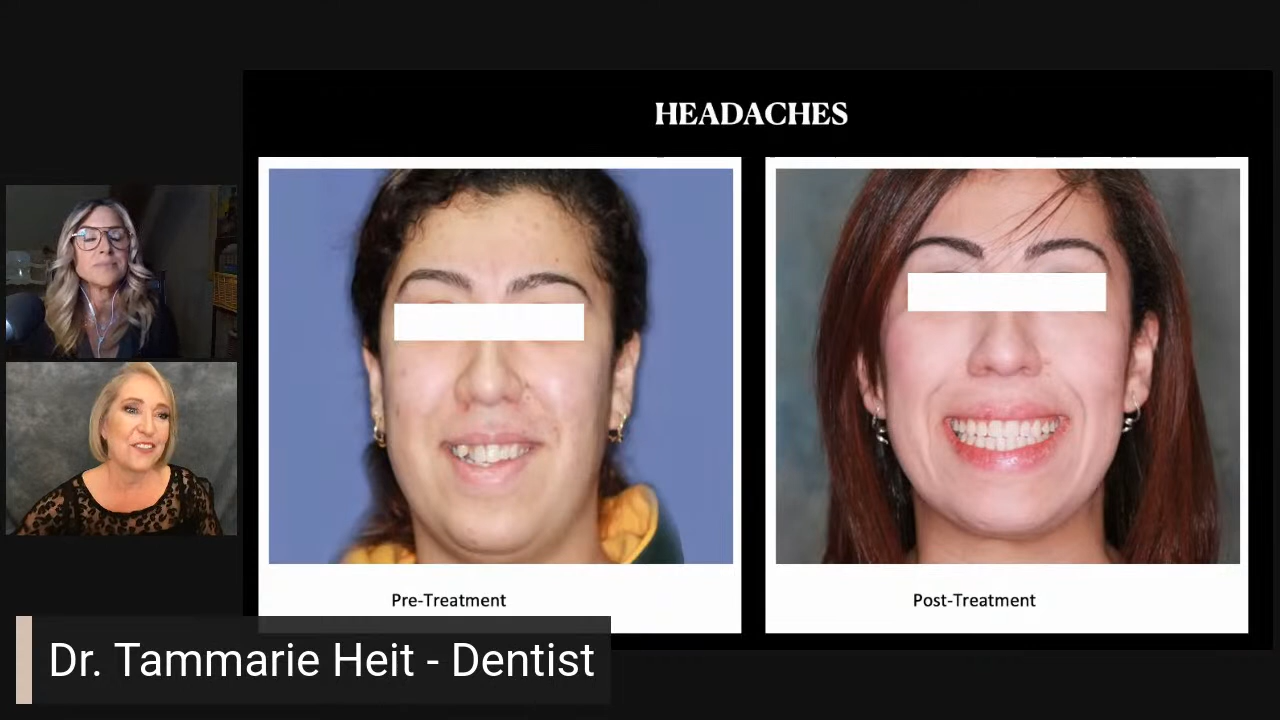 HEADACHES
Pre-Treatment
Post-Treatment
Dr. Tammarie Heit - Dentist